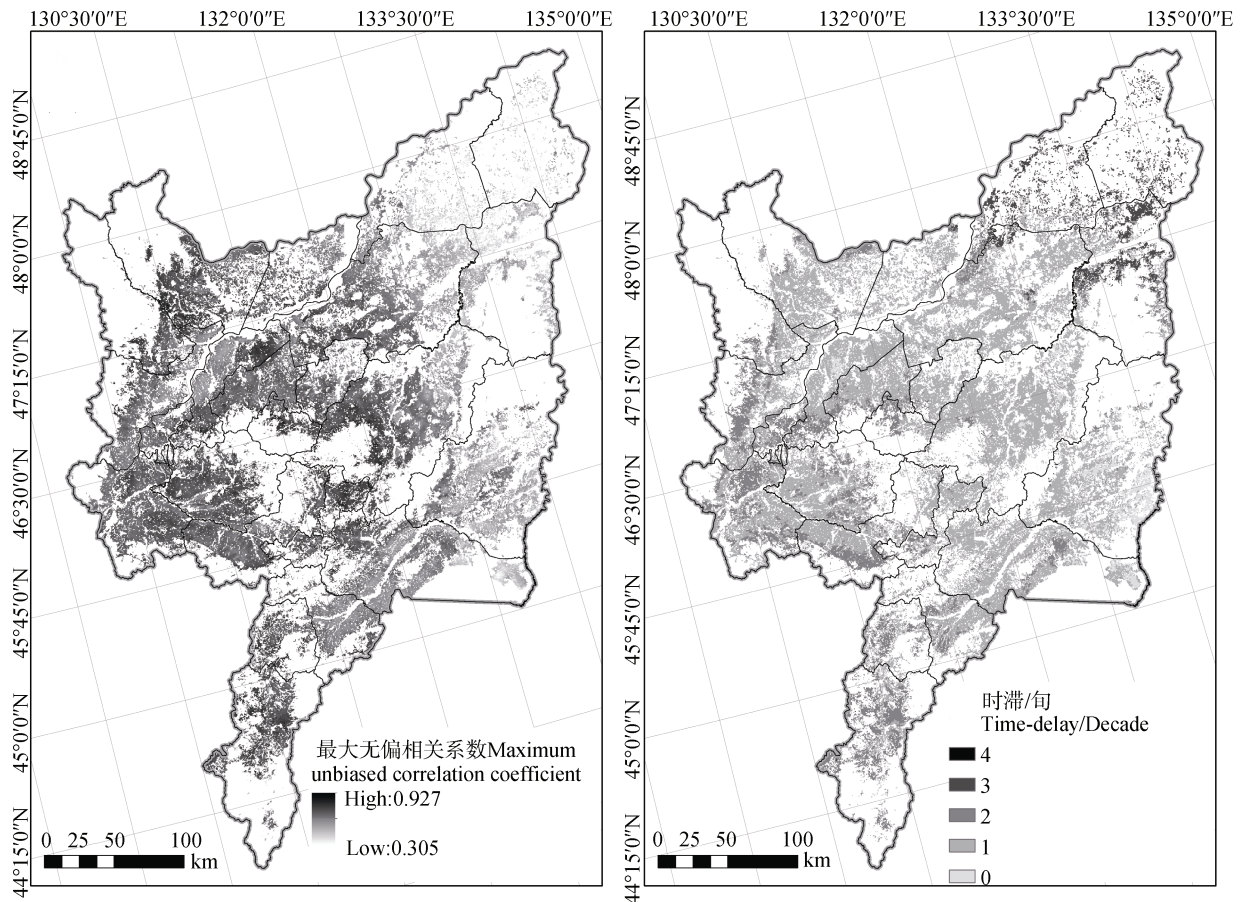 130°30′0″E 132°0′0″E 133°30′0″E 135°0′0″E
48°45′0″N
48°0′0″N
47°15′0″N
46°30′0″N
45°45′0″N
45°0′0″N
44°15′0″N
最大无偏相关系数Maximum
unbiased correlation coefficient
High:0.927
Low:0.305
0 25 50 100
km
130°30′0″E 132°0′0″E 133°30′0″E 135°0′0″E
48°45′0″N
48°0′0″N
47°15′0″N
46°30′0″N
45°45′0″N
45°0′0″N
44°15′0″N
时滞/旬
Time-delay/Decade
4
3
2
1
0
0 25 50 100
km